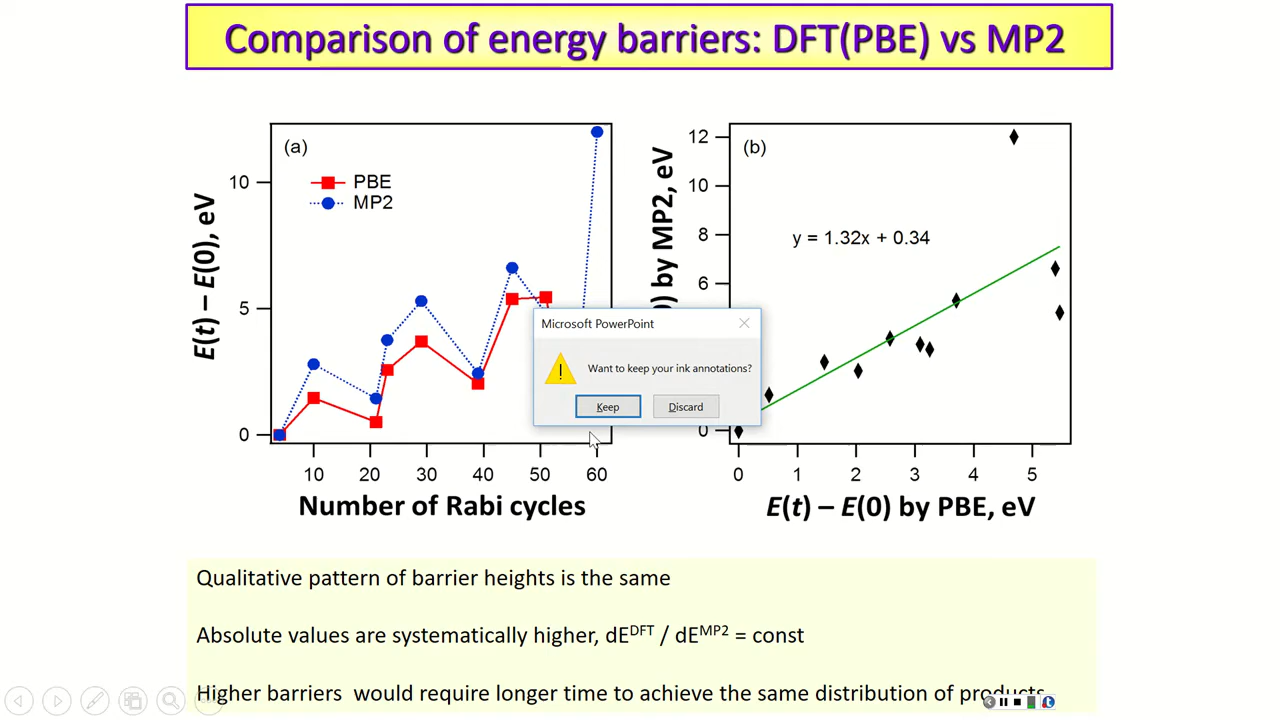 Comparison of energy barriers: DFT(PBE) vs MP2
(a)
PBE
MP2
10
5
0
E(t) – E(0), eV
10
20
30
40
50
60
Number of Rabi cycles
(b)
y = 1.32x + 0.34
12
10
8
6
0
0) by MP2, eV
0
1
2
3
4
5
E(t) – E(0) by PBE, eV
Microsoft PowerPoint
Want to keep your ink annotations?
Keep
Discard
Qualitative pattern of barrier heights is the same
Absolute values are systematically higher, dEᴰᶠᵀ / dEᴹᴾ² = const
Higher barriers would require longer time to achieve the same distribution of products